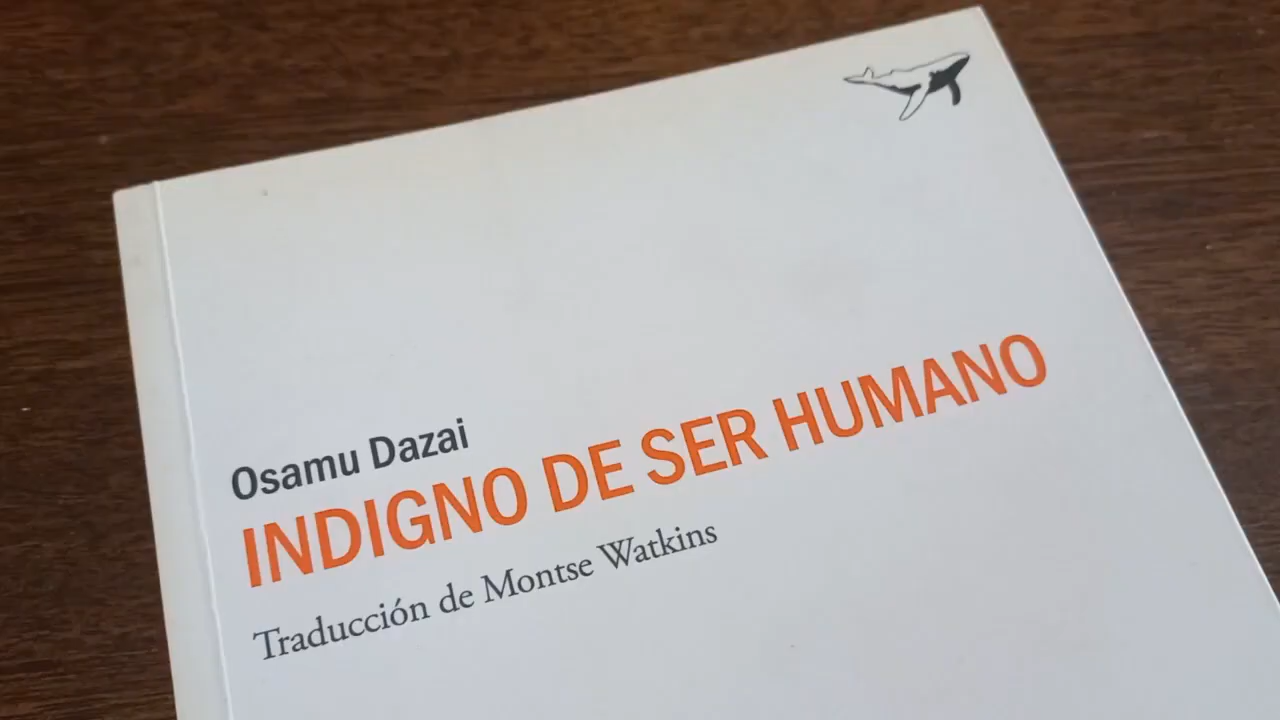 Osamu Dazai
INDIGNO DE SER HUMANO
Traducción de Montse Watkins